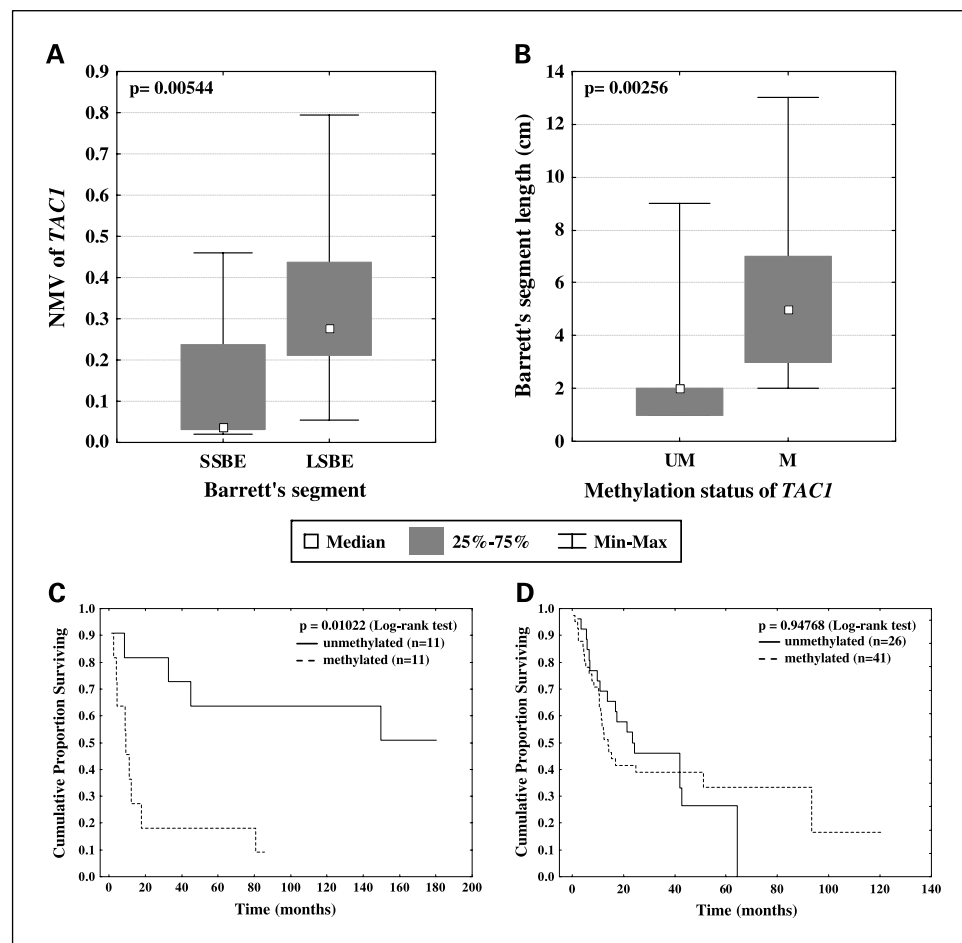 A
p= 0.00544
0.9
0.8
0.7
0.6
0.5
0.4
0.3
0.2
0.1
0.0
NMV of TAC1
SSBE LSBE
Barrett's segment
B
p= 0.00256
14
12
10
8
6
4
2
0
Barrett's segment length (cm)
UM M
Methylation status of TAC1
Median 25%-75% Min-Max
C
p = 0.01022 (Log-rank test)
unmethylated (n=11)
methylated (n=11)
1.0
0.9
0.8
0.7
0.6
0.5
0.4
0.3
0.2
0.1
0.0
Cumulative Proportion Surviving
0 20 40 60 80 100 120 140 160 180 200
Time (months)
D
p = 0.94768 (Log-rank test)
unmethylated (n=26)
methylated (n=41)
1.0
0.9
0.8
0.7
0.6
0.5
0.4
0.3
0.2
0.1
0.0
Cumulative Proportion Surviving
0 20 40 60 80 100 120 140
Time (months)